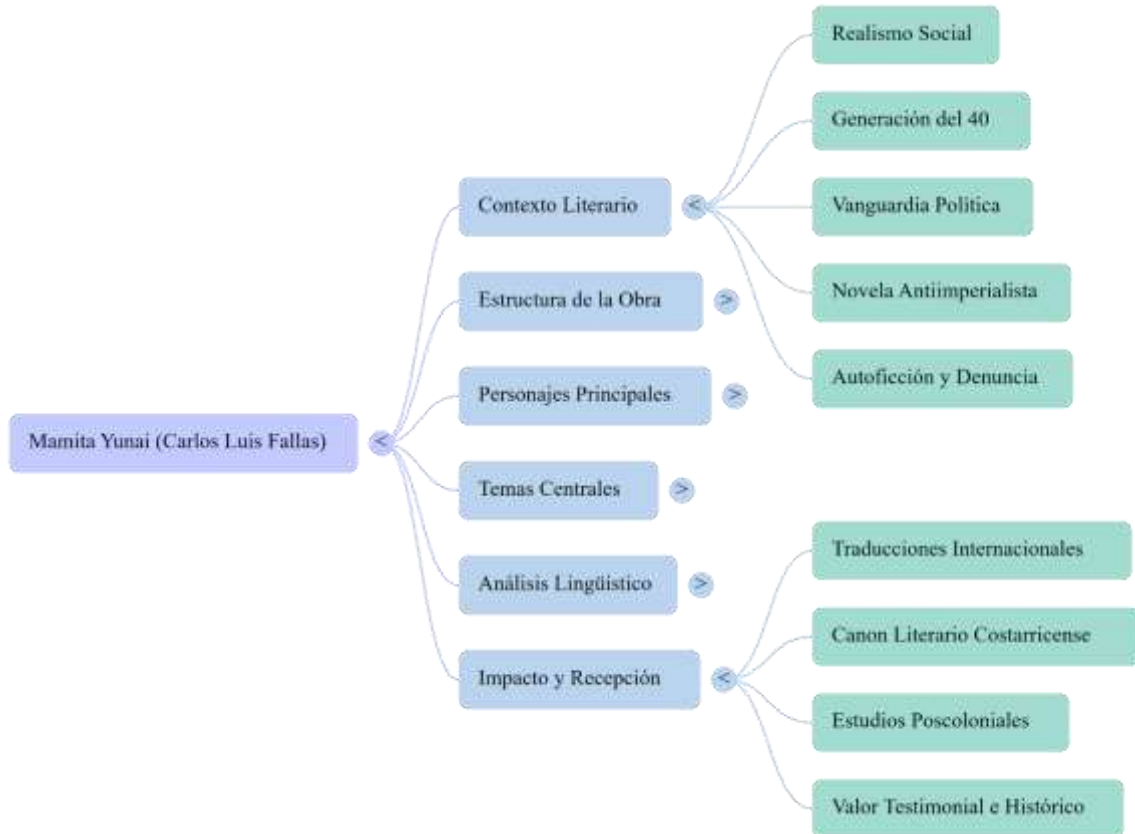 Mamita Yunai (Carlos Luis Fallas)
<
Contexto Literario
<
Realismo Social
Generación del 40
Vanguardia Política
Novela Antiimperialista
Autoficción y Denuncia
Estructura de la Obra
>
Personajes Principales
>
Temas Centrales
>
Análisis Lingüístico
>
Impacto y Recepción
<
Traducciones Internacionales
Canon Literario Costarricense
Estudios Poscoloniales
Valor Testimonial e Histórico